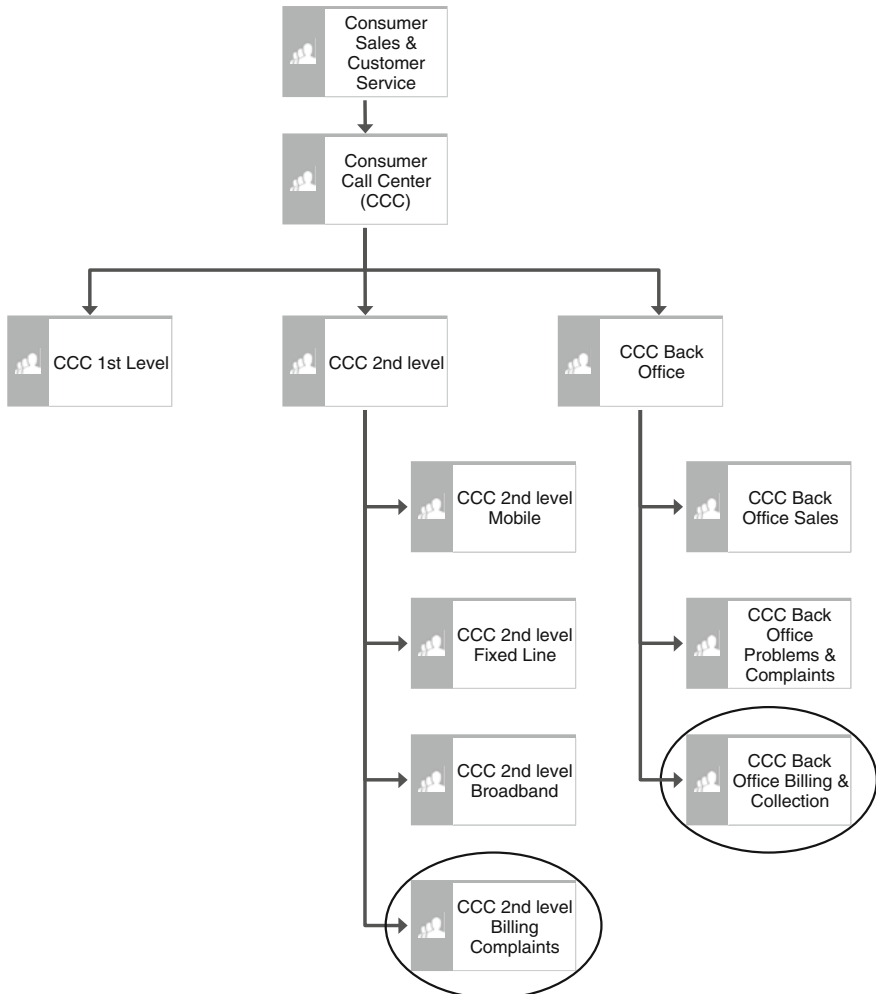 Consumer
Sales &
Customer
Service
Consumer
Call Center
(CCC)
CCC 1st Level
CCC 2nd level
CCC Back
Office
CCC 2nd level
Mobile
CCC Back
Office Sales
CCC 2nd level
Fixed Line
CCC Back
Office
Problems &
Complaints
CCC 2nd level
Broadband
CCC Back
Office Billing &
Collection
CCC 2nd level
Billing
Complaints